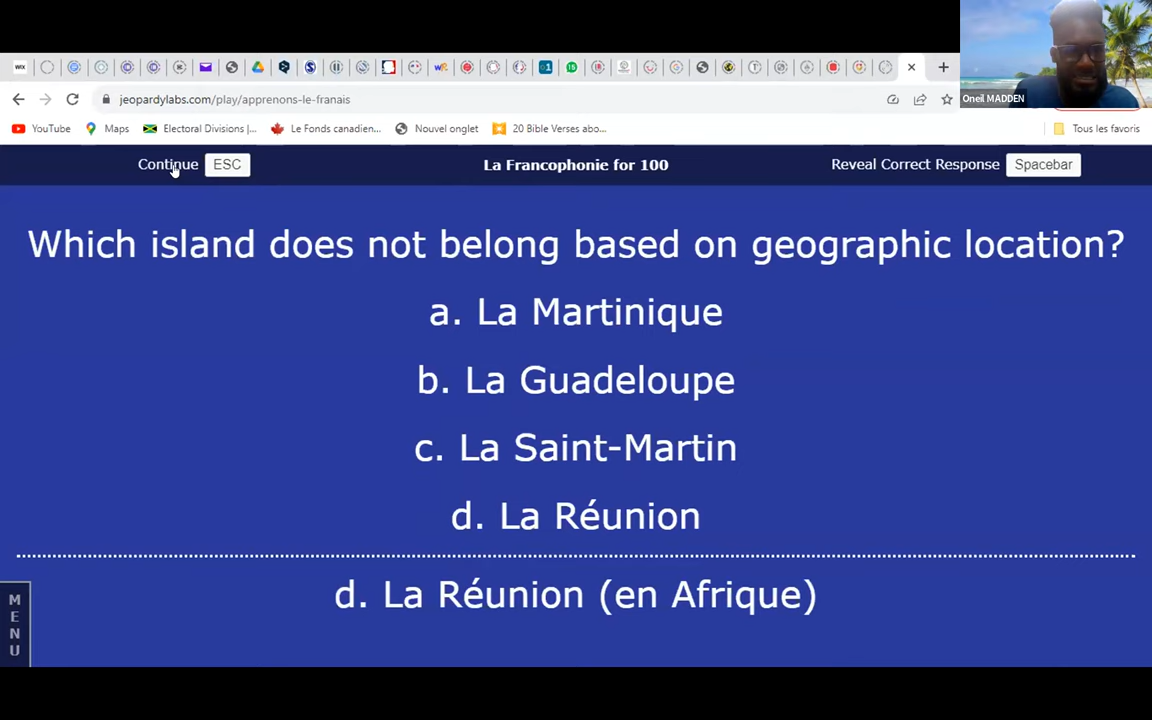 jeopardylabs.com/play/apprenons-le-franais
Oneil MADDEN
YouTube Maps Electoral Divisions |... Le Fonds canadien... Nouvel onglet 20 Bible Verses abo... Tous les favoris
Continue ESC La Francophonie for 100 Reveal Correct Response Spacebar
Which island does not belong based on geographic location?
a. La Martinique
b. La Guadeloupe
c. La Saint-Martin
d. La Réunion
d. La Réunion (en Afrique)
MENU